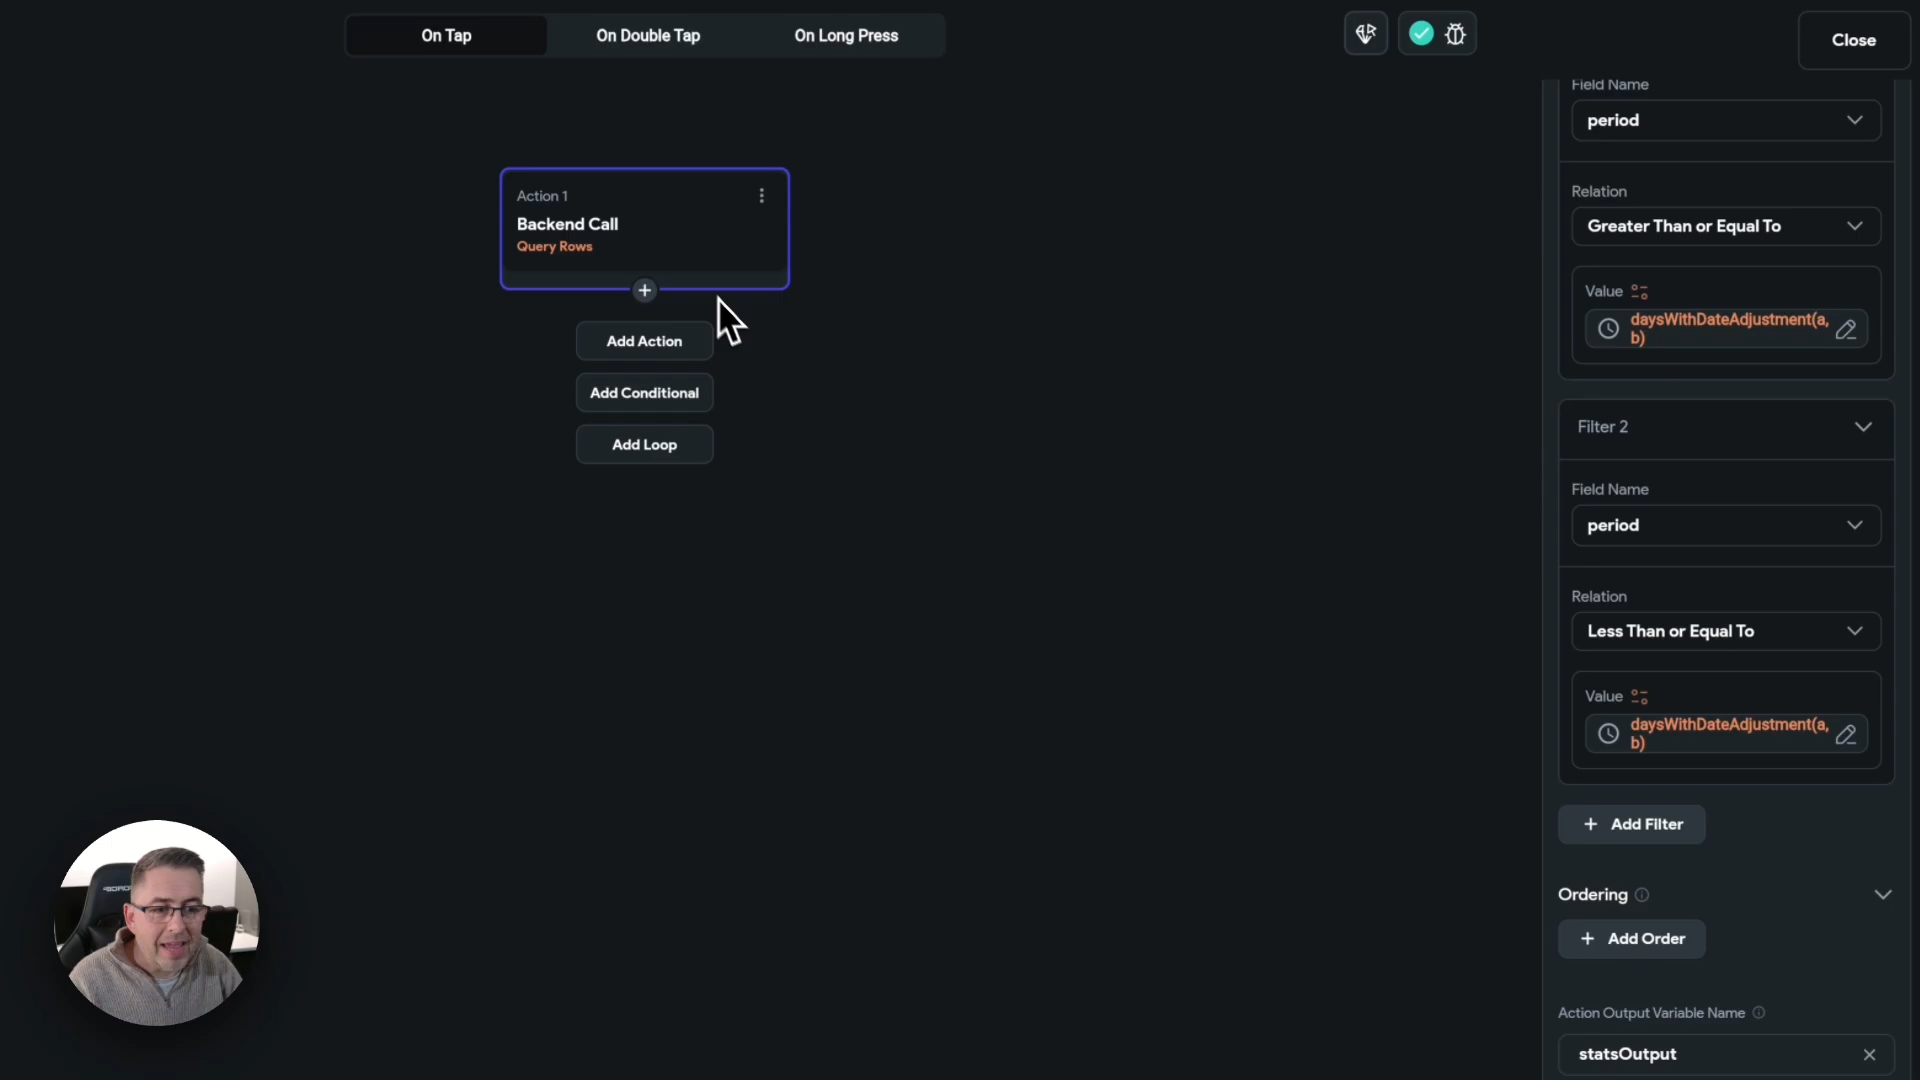 On Tap
On Double Tap
On Long Press
Close
Action 1
Backend Call
Query Rows
Add Action
Add Conditional
Add Loop
Field Name
period
Relation
Greater Than or Equal To
Value
daysWithDateAdjustment(a,
b)
Filter 2
Field Name
period
Relation
Less Than or Equal To
Value
daysWithDateAdjustment(a,
b)
+ Add Filter
Ordering
+ Add Order
Action Output Variable Name
statsOutput